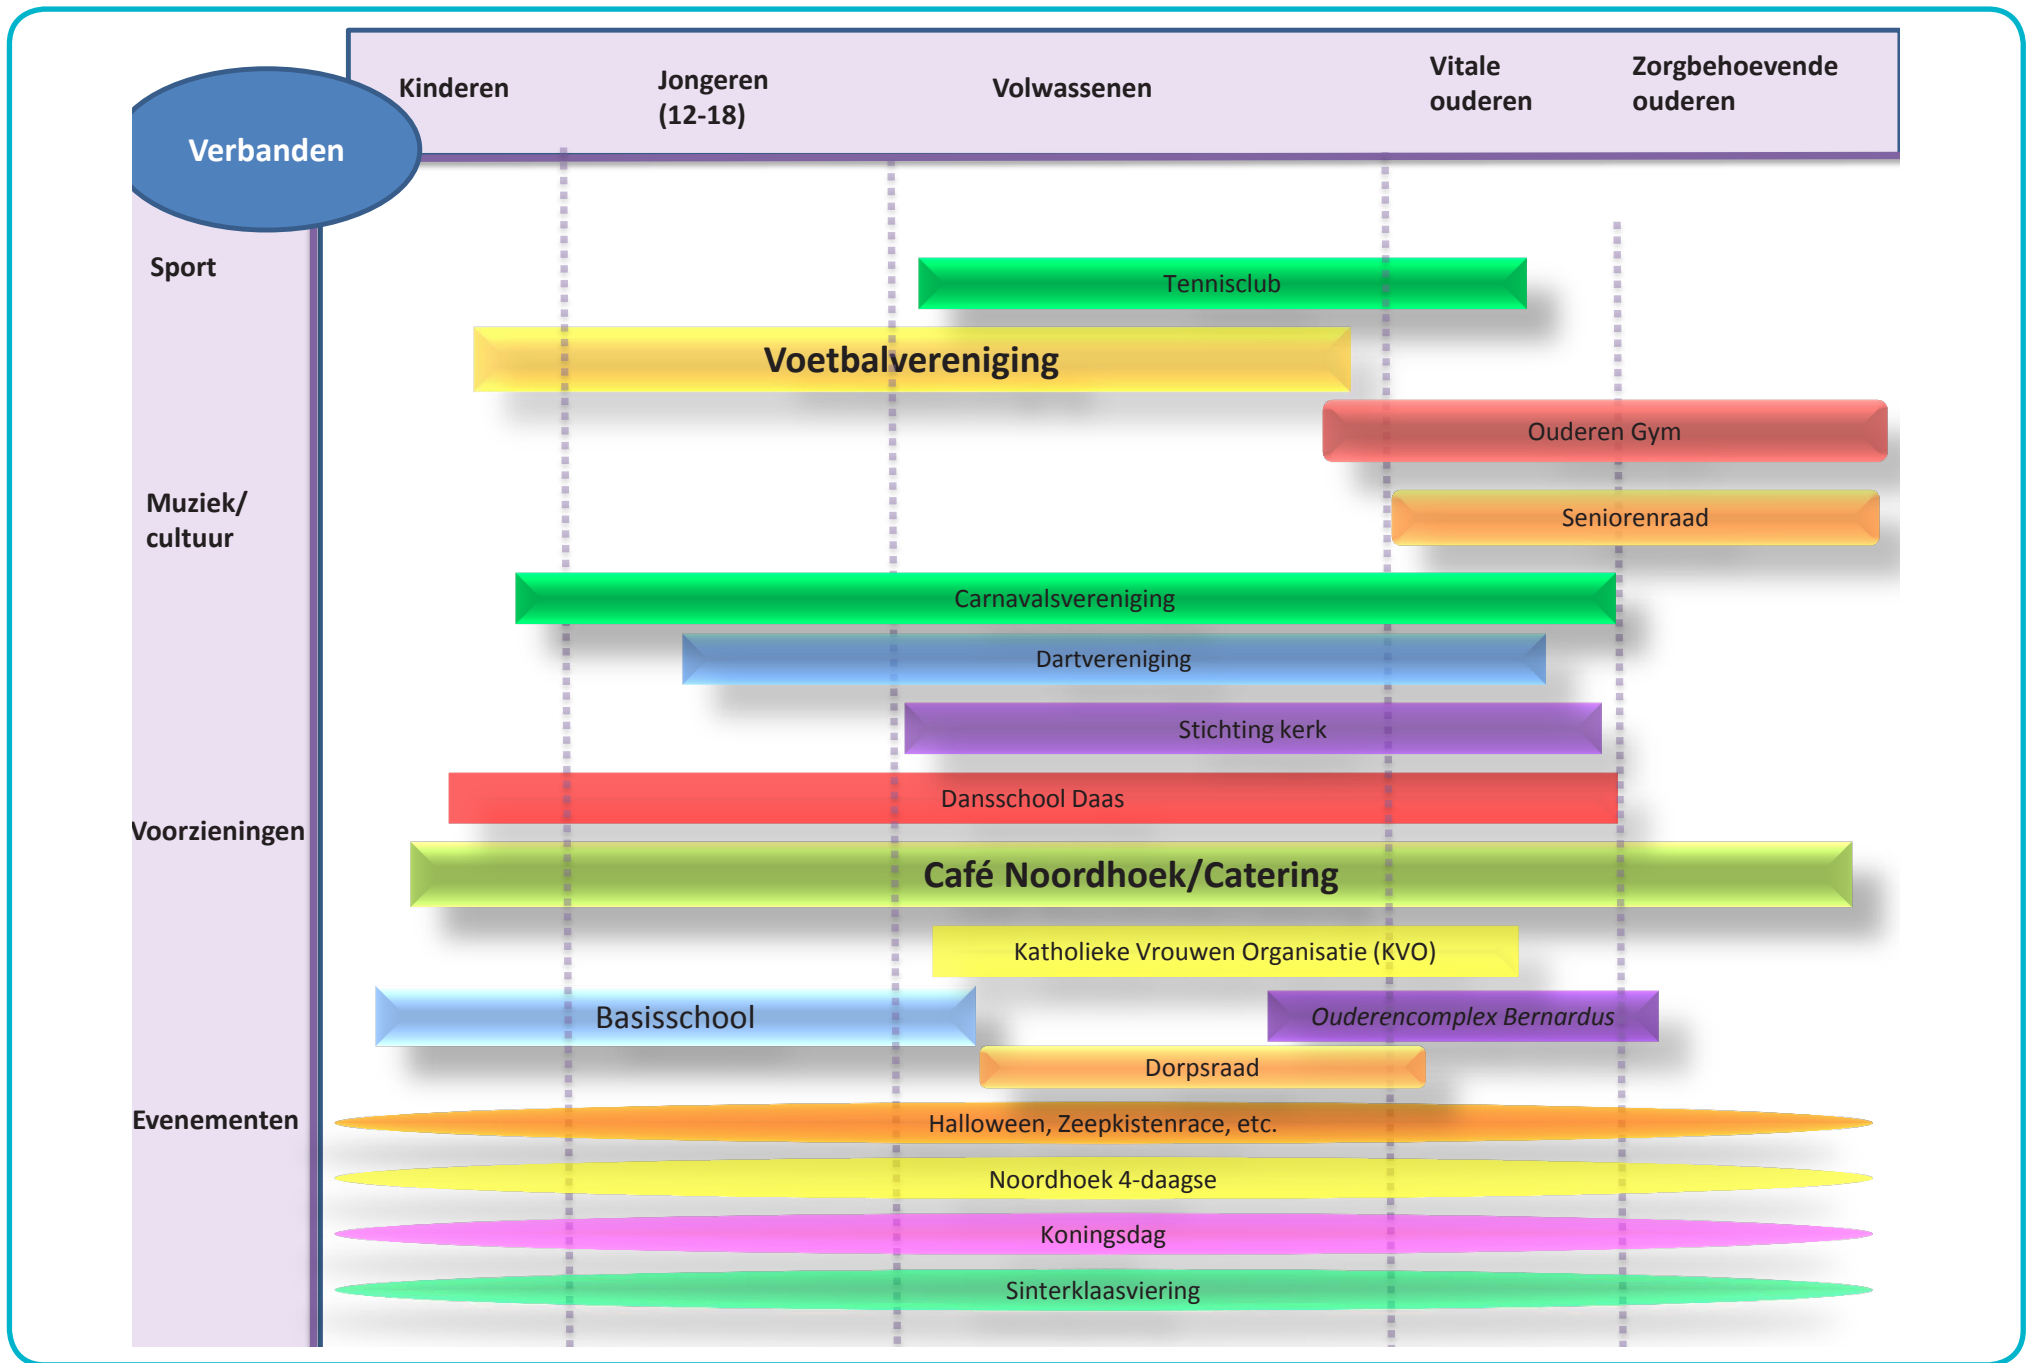 Kinderen
Jongeren
(12-18)
Volwassenen
Vitale
ouderen
Zorgbehoevende
ouderen
Verbanden
Sport
Tennisclub
Voetbalvereniging
Ouderen Gym
Muziek/
cultuur
Seniorenraad
Carnavalsvereniging
Dartvereniging
Stichting kerk
Dansschool Daas
Voorzieningen
Café Noordhoek/Catering
Katholieke Vrouwen Organisatie (KVO)
Basisschool
Ouderencomplex Bernardus
Dorpsraad
Evenementen
Halloween, Zeepkistenrace, etc.
Noordhoek 4-daagse
Koningsdag
Sinterklaasviering